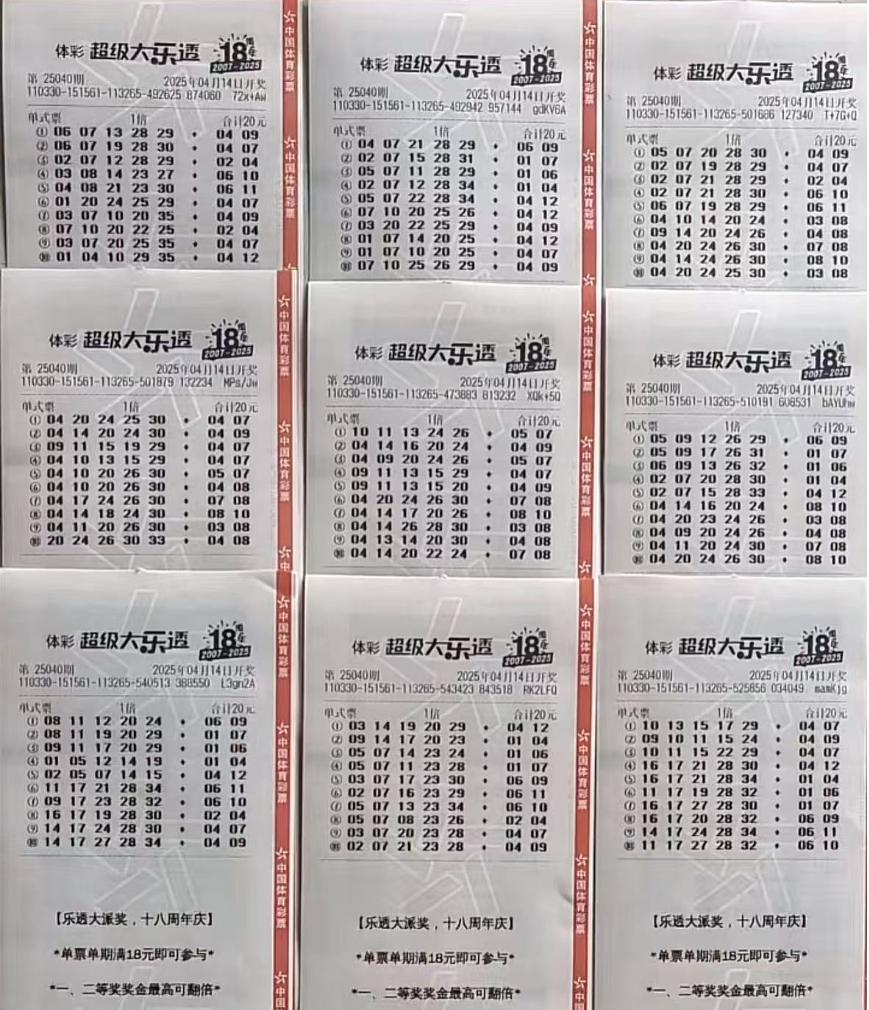 体彩 超级大乐透 18周年 2007-2025
第 25040期 2025年04月14日开奖
110330-151561-113265-492625 874060 72x+Aw
单式票 1倍 合计20元
① 06 07 13 28 29 ♦ 04 09
② 06 07 19 28 30 ♦ 04 07
③ 02 07 12 28 29 ♦ 02 04
④ 03 08 14 23 27 ♦ 06 10
⑤ 04 08 21 23 30 ♦ 06 11
⑥ 01 20 24 25 29 ♦ 04 07
⑦ 03 07 10 20 35 ♦ 04 09
⑧ 07 10 20 22 25 ♦ 02 04
⑨ 03 07 20 25 35 ♦ 04 07
⑩ 01 04 10 29 35 ♦ 04 12
中国体育彩票
体彩 超级大乐透 18周年 2007-2025
第 25040期 2025年04月14日开奖
110330-151561-113265-492942 957144 gdKV6A
单式票 1倍 合计20元
① 04 07 21 28 29 ♦ 06 09
② 02 07 15 28 31 ♦ 01 07
③ 05 07 11 28 29 ♦ 01 06
④ 02 07 12 28 34 ♦ 01 04
⑤ 05 07 22 28 34 ♦ 04 12
⑥ 07 10 20 25 26 ♦ 04 12
⑦ 03 20 22 25 29 ♦ 04 09
⑧ 01 07 14 20 25 ♦ 04 12
⑨ 01 07 10 20 25 ♦ 04 07
⑩ 07 10 25 26 29 ♦ 04 09
中国体育彩票
体彩 超级大乐透 18周年 2007-2025
第 25040期 2025年04月14日开奖
110330-151561-113265-501666 127340 T+7G+Q
单式票 1倍 合计20元
① 05 07 20 28 30 ♦ 04 09
② 02 07 19 28 29 ♦ 04 07
③ 02 07 21 28 29 ♦ 02 04
④ 02 07 21 28 30 ♦ 06 10
⑤ 06 07 19 28 29 ♦ 06 11
⑥ 04 10 14 20 24 ♦ 03 08
⑦ 09 14 20 24 26 ♦ 04 08
⑧ 04 20 24 26 30 ♦ 07 08
⑨ 04 14 24 26 30 ♦ 08 10
⑩ 04 20 24 25 30 ♦ 03 08
体彩 超级大乐透 18周年 2007-2025
第 25040期 2025年04月14日开奖
110330-151561-113265-501879 132234 MPs/Jw
单式票 1倍 合计20元
① 04 20 24 25 30 ♦ 04 07
② 04 14 20 24 30 ♦ 04 09
③ 09 11 15 19 29 ♦ 04 07
④ 04 10 13 15 29 ♦ 04 07
⑤ 04 10 20 26 30 ♦ 05 07
⑥ 04 10 20 26 30 ♦ 04 08
⑦ 04 17 24 26 30 ♦ 07 08
⑧ 04 14 18 24 30 ♦ 08 10
⑨ 04 11 20 26 30 ♦ 03 08
⑩ 20 24 26 30 33 ♦ 04 08
中国体育彩票
体彩 超级大乐透 18周年 2007-2025
第 25040期 2025年04月14日开奖
110330-151561-113265-473883 813232 XQk+5Q
单式票 1倍 合计20元
① 10 11 13 24 26 ♦ 05 07
② 04 14 16 20 24 ♦ 04 09
③ 04 09 20 24 26 ♦ 05 07
④ 09 11 13 15 29 ♦ 04 07
⑤ 09 11 13 15 20 ♦ 04 09
⑥ 04 20 24 26 30 ♦ 07 08
⑦ 04 14 17 20 26 ♦ 08 10
⑧ 04 14 26 28 30 ♦ 03 08
⑨ 04 13 14 20 30 ♦ 04 08
⑩ 04 14 20 22 24 ♦ 07 08
中国体育彩票
体彩 超级大乐透 18周年 2007-2025
第 25040期 2025年04月14日开奖
110330-151561-113265-510191 608531 bAYUhw
单式票 1倍 合计20元
① 05 09 12 26 29 ♦ 06 09
② 05 09 17 26 31 ♦ 01 07
③ 06 09 13 26 32 ♦ 01 06
④ 02 07 20 28 30 ♦ 01 04
⑤ 02 07 15 28 33 ♦ 04 12
⑥ 04 14 16 20 24 ♦ 08 10
⑦ 04 20 23 24 26 ♦ 03 08
⑧ 04 09 20 24 26 ♦ 04 08
⑨ 04 11 20 24 30 ♦ 07 08
⑩ 04 20 24 26 30 ♦ 08 10
体彩 超级大乐透 18周年 2007-2025
第 25040期 2025年04月14日开奖
110330-151561-113265-540513 388550 L3gn2A
单式票 1倍 合计20元
① 08 11 12 20 24 ♦ 06 09
② 08 11 19 20 29 ♦ 01 07
③ 09 11 17 20 29 ♦ 01 06
④ 01 05 12 14 19 ♦ 01 04
⑤ 02 05 07 14 15 ♦ 04 12
⑥ 11 17 21 28 34 ♦ 06 11
⑦ 09 17 23 28 32 ♦ 06 10
⑧ 16 17 19 28 30 ♦ 02 04
⑨ 14 17 24 28 30 ♦ 04 07
⑩ 14 17 27 28 34 ♦ 04 09
【乐透大派奖，十八周年庆】
*单票单期满18元即可参与*
*一、二等奖奖金最高可翻倍*
中国体育彩票
体彩 超级大乐透 18周年 2007-2025
第 25040期 2025年04月14日开奖
110330-151561-113265-543423 843518 RK2LFQ
单式票 1倍 合计20元
① 03 14 19 20 29 ♦ 04 12
② 09 14 17 20 23 ♦ 01 04
③ 05 07 14 23 24 ♦ 01 06
④ 05 07 11 23 28 ♦ 01 07
⑤ 03 07 17 23 30 ♦ 06 09
⑥ 02 07 16 23 29 ♦ 06 11
⑦ 05 07 13 23 34 ♦ 06 10
⑧ 05 07 08 23 26 ♦ 02 04
⑨ 03 07 20 23 28 ♦ 04 07
⑩ 02 07 21 23 28 ♦ 04 09
【乐透大派奖，十八周年庆】
*单票单期满18元即可参与*
*一、二等奖奖金最高可翻倍*
中国体育彩票
体彩 超级大乐透 18周年 2007-2025
第 25040期 2025年04月14日开奖
110330-151561-113265-525856 034049 mamKjg
单式票 1倍 合计20元
① 10 13 15 17 29 ♦ 04 07
② 09 10 11 15 24 ♦ 04 09
③ 10 11 15 22 29 ♦ 04 07
④ 16 17 21 28 30 ♦ 04 12
⑤ 16 17 21 28 34 ♦ 01 04
⑥ 11 17 19 28 32 ♦ 01 06
⑦ 16 17 27 28 30 ♦ 01 07
⑧ 16 17 20 28 32 ♦ 06 09
⑨ 14 17 24 28 34 ♦ 06 11
⑩ 11 17 27 28 32 ♦ 06 10
【乐透大派奖，十八周年庆】
*单票单期满18元即可参与*
*一、二等奖奖金最高可翻倍*